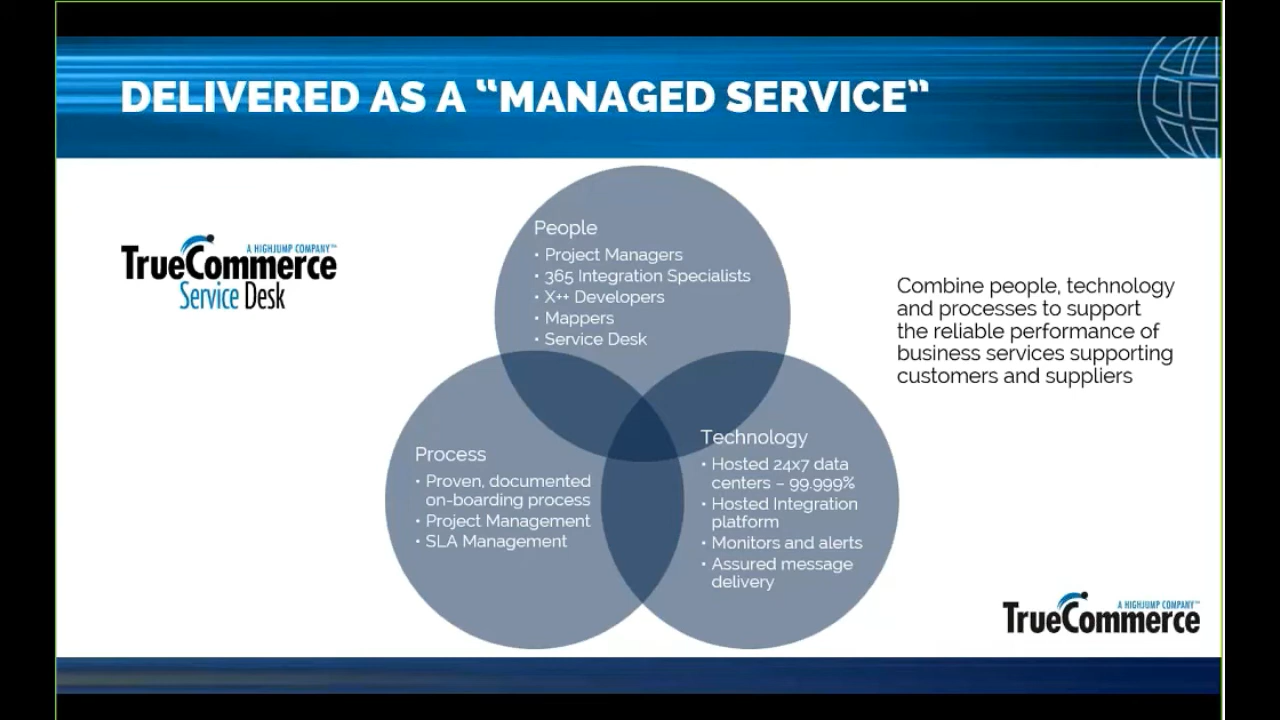 DELIVERED AS A “MANAGED SERVICE”
A HIGHJUMP COMPANY™
TrueCommerce
Service Desk
People
• Project Managers
• 365 Integration Specialists
• X++ Developers
• Mappers
• Service Desk
Combine people, technology
and processes to support
the reliable performance of
business services supporting
customers and suppliers
Process
• Proven, documented
on-boarding process
• Project Management
• SLA Management
Technology
• Hosted 24x7 data
centers – 99.999%
• Hosted Integration
platform
• Monitors and alerts
• Assured message
delivery
A HIGHJUMP COMPANY™
TrueCommerce